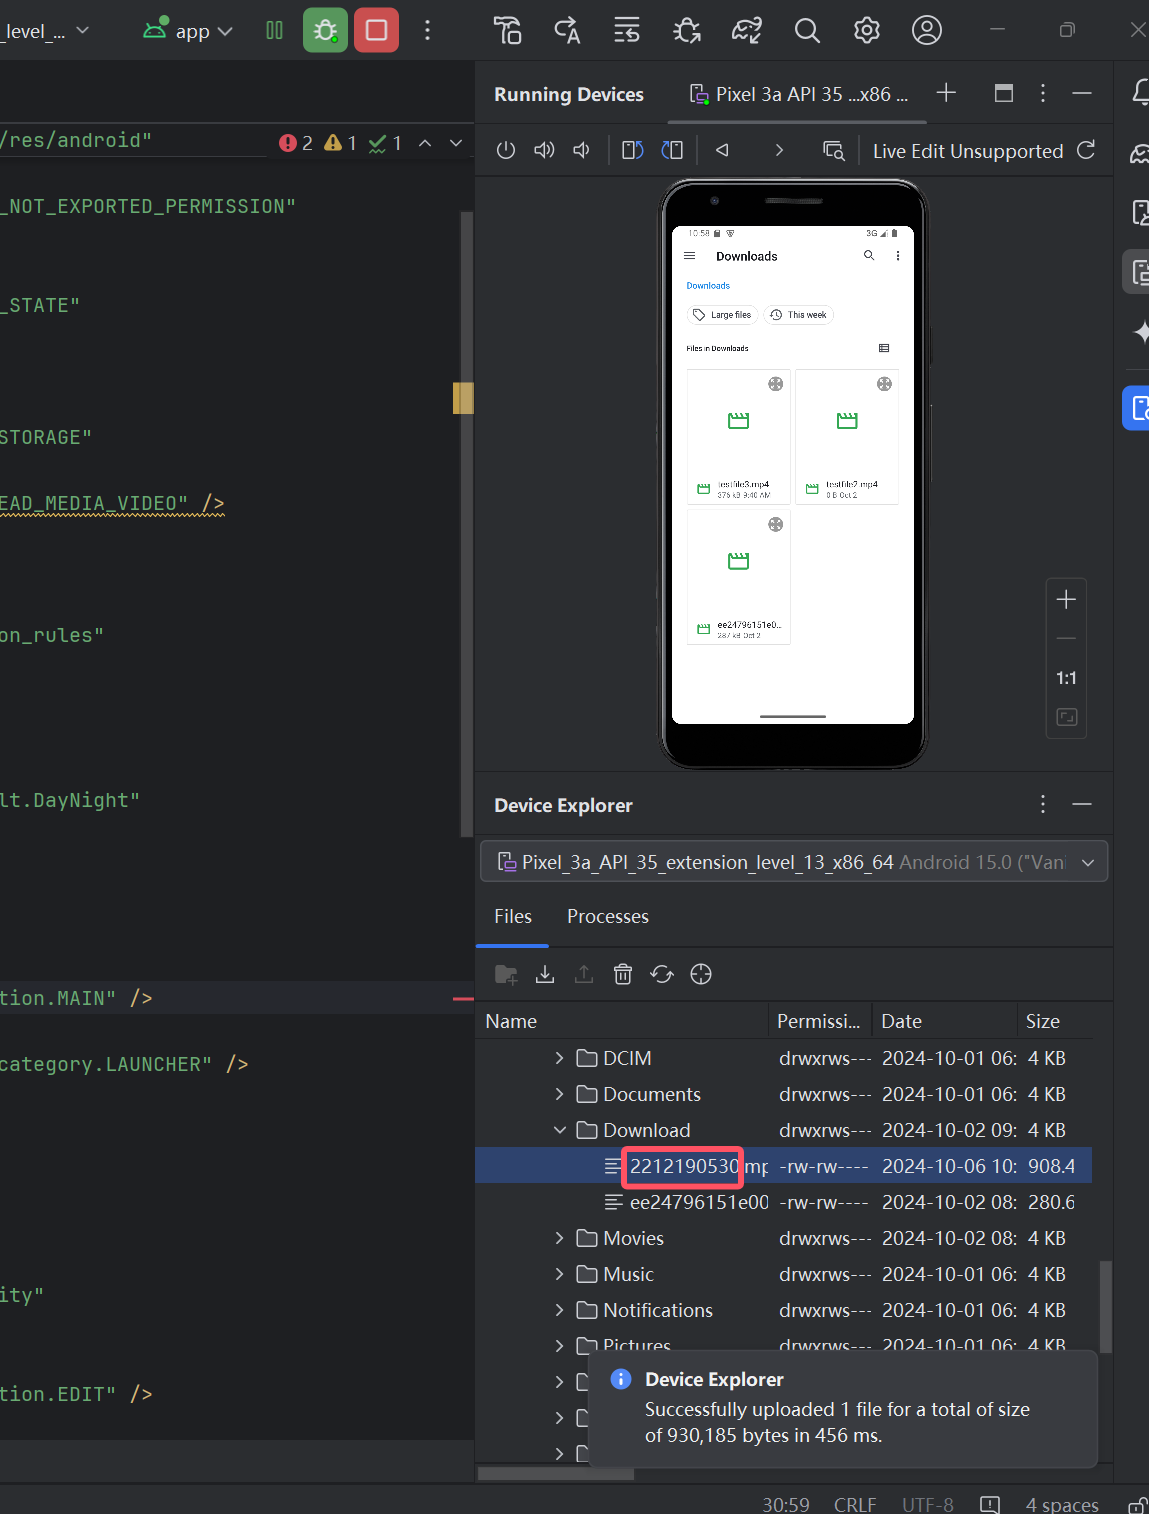 _level_...
app
Running Devices
Pixel 3a API 35 ...x86 ...
/res/android"
2
1
1
Live Edit Unsupported
_NOT_EXPORTED_PERMISSION"
_STATE"
STORAGE"
EAD_MEDIA_VIDEO" />
on_rules"
lt.DayNight"
tion.MAIN" />
category.LAUNCHER" />
ity"
tion.EDIT" />
10:58
3G
Downloads
Downloads
Large files
This week
Files in Downloads
testfile3.mp4
376 kB 9:40 AM
testfile2.mp4
0 B Oct 2
ee24796151e0...
287 kB Oct 2
1:1
Device Explorer
Pixel_3a_API_35_extension_level_13_x86_64 Android 15.0 ("Vani
Files
Processes
Name Permissi... Date Size
DCIM drwxrws--- 2024-10-01 06: 4 KB
Documents drwxrws--- 2024-10-01 06: 4 KB
Download drwxrws--- 2024-10-02 09: 4 KB
2212190530.mp -rw-rw---- 2024-10-06 10: 908.4
ee24796151e00 -rw-rw---- 2024-10-02 08: 280.6
Movies drwxrws--- 2024-10-02 08: 4 KB
Music drwxrws--- 2024-10-01 06: 4 KB
Notifications drwxrws--- 2024-10-01 06: 4 KB
Pictures drwxrws--- 2024-10-01 06: 4 KB
Device Explorer
Successfully uploaded 1 file for a total of size
of 930,185 bytes in 456 ms.
30:59 CRLF UTF-8 4 spaces